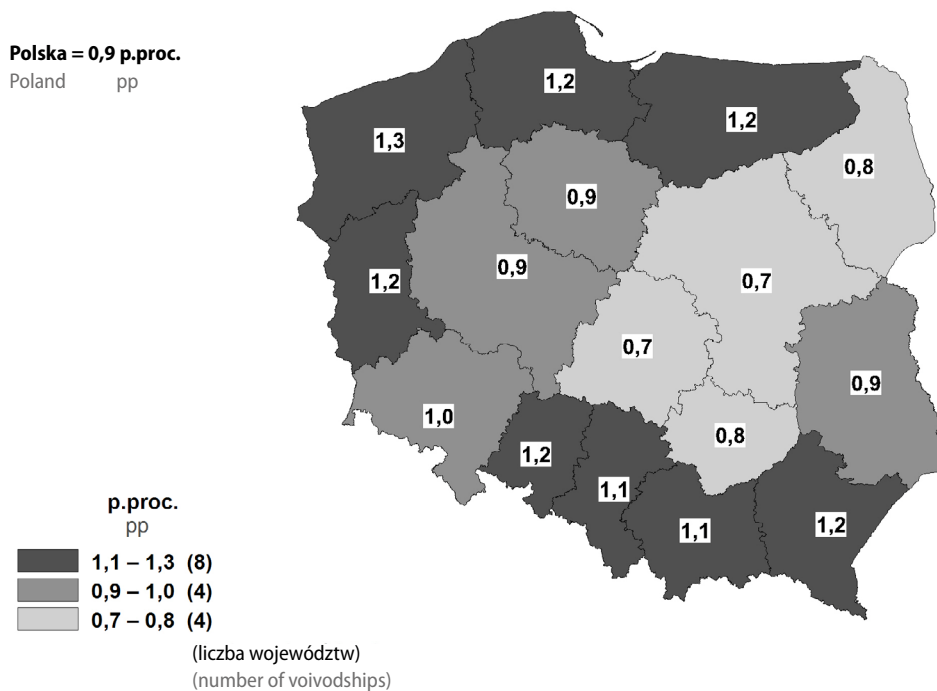 Polska = 0,9 p.proc.
Poland pp
1,2
1,3
1,2
0,8
0,9
0,9
1,2
0,7
0,7
0,9
1,0
0,8
1,2
1,1
1,1
1,2
p.proc.
pp
1,1 – 1,3 (8)
0,9 – 1,0 (4)
0,7 – 0,8 (4)
(liczba województw)
(number of voivodships)